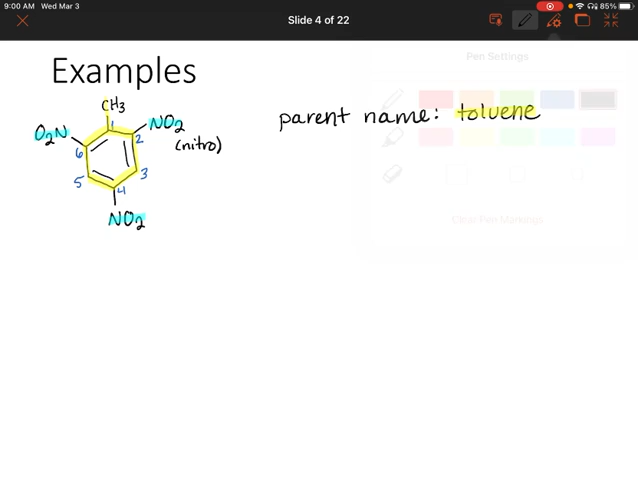 9:00 AM Wed Mar 3
85%
Slide 4 of 22
Pen Settings
Examples
CH3
O2N
NO2
(nitro)
1
2
3
4
5
6
NO2
parent name: toluene
Clear Pen Markings